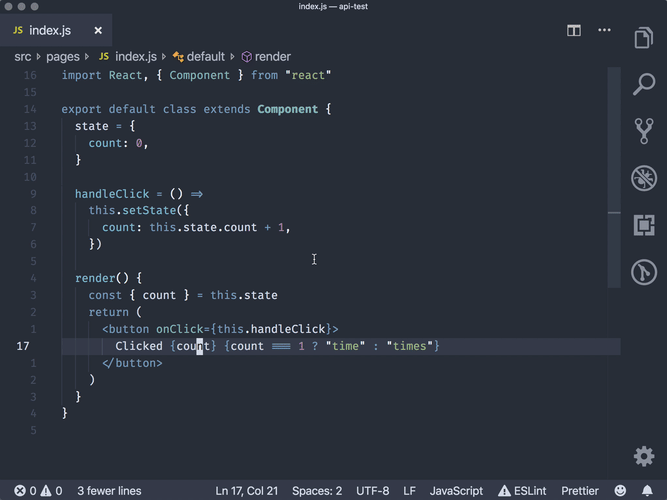 index.js — api-test
JS index.js ×
src pages JS index.js default render
16 import React, { Component } from "react"
15
14 export default class extends Component {
13 state = {
12 count: 0,
11 }
10
9 handleClick = () ⇒
8 this.setState({
7 count: this.state.count + 1,
6 })
5
4 render() {
3 const { count } = this.state
2 return (
1 <button onClick={this.handleClick}>
17 Clicked {count} {count === 1 ? "time" : "times"}
1 </button>
2 )
3 }
4 }
5
0 0 3 fewer lines Ln 17, Col 21 Spaces: 2 UTF-8 LF JavaScript ESLint Prettier